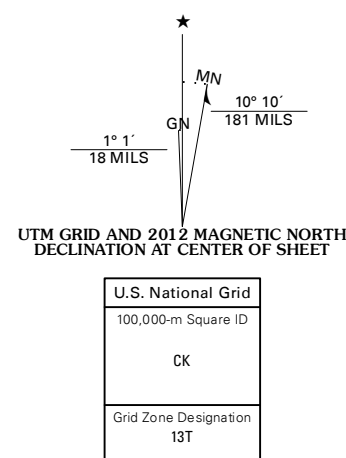 ★
MN
10° 10´
181 MILS
GN
1° 1´
18 MILS
UTM GRID AND 2012 MAGNETIC NORTH
DECLINATION AT CENTER OF SHEET
U.S. National Grid
100,000-m Square ID
CK
Grid Zone Designation
13T